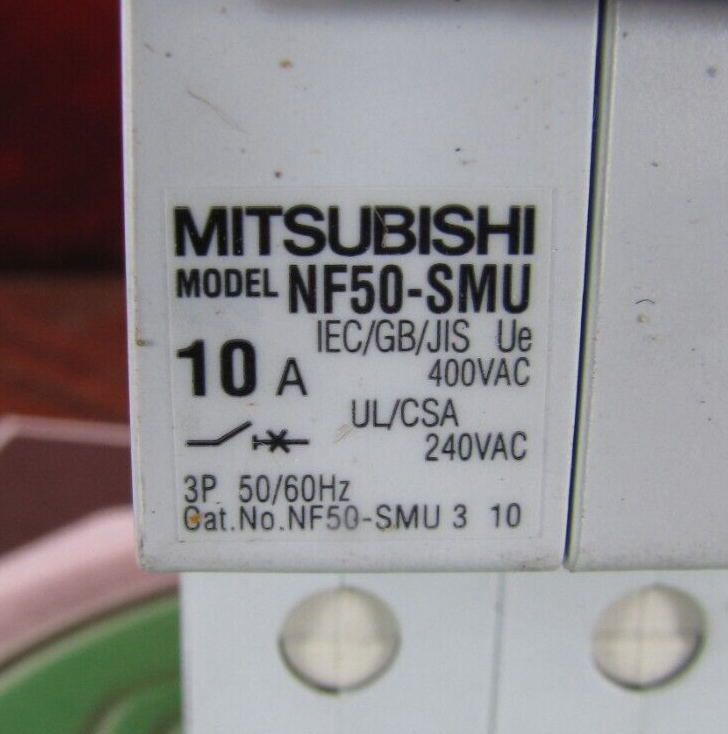 MITSUBISHI
MODEL NF50-SMU
IEC/GB/JIS Ue
10 A 400VAC
UL/CSA
240VAC
3P 50/60Hz
Cat.No.NF50-SMU 3 10